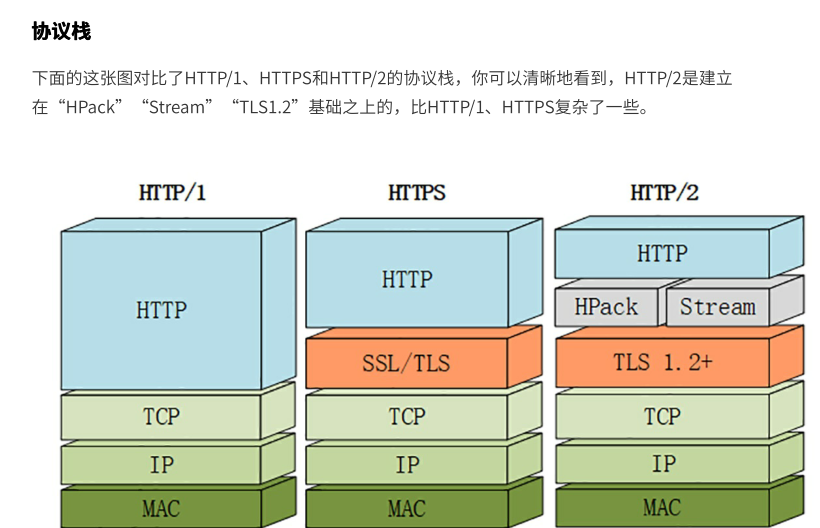 协议栈
下面的这张图对比了HTTP/1、HTTPS和HTTP/2的协议栈，你可以清晰地看到，HTTP/2是建立
在“HPack”“Stream”“TLS1.2”基础之上的，比HTTP/1、HTTPS复杂了一些。
HTTP/1
HTTPS
HTTP/2
HTTP
TCP
IP
MAC
HTTP
SSL/TLS
TCP
IP
MAC
HTTP
HPack
Stream
TLS 1.2+
TCP
IP
MAC